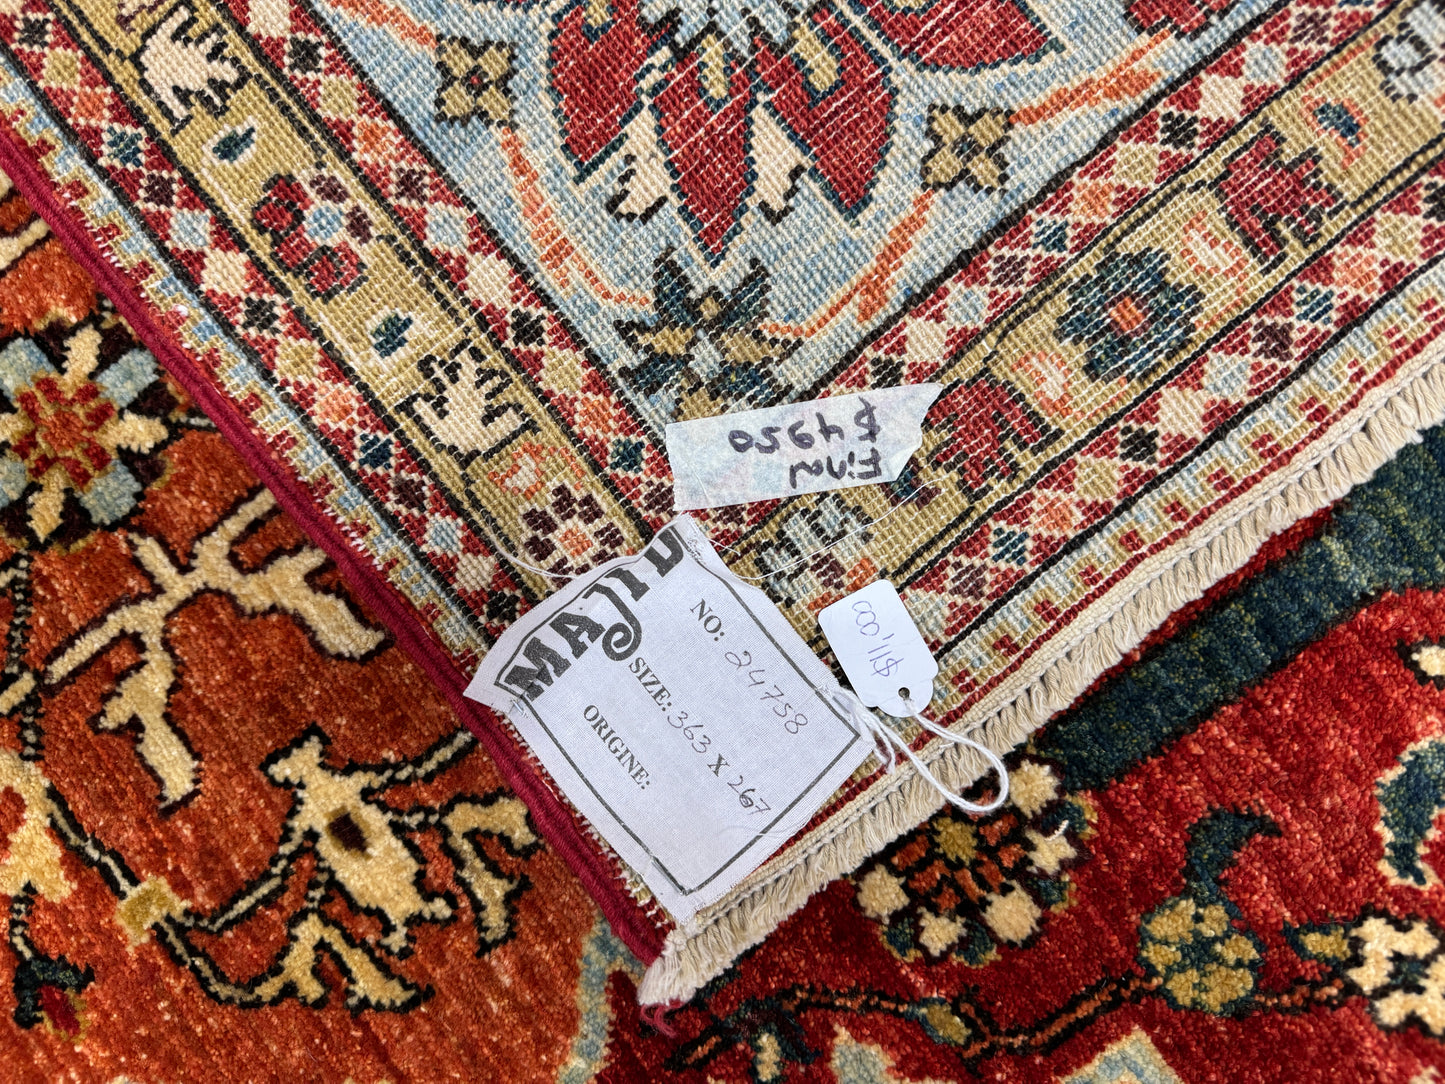 Final
$4950
MAJID
NO: 24758
SIZE: 363 X 267
ORIGINE:
$11,000